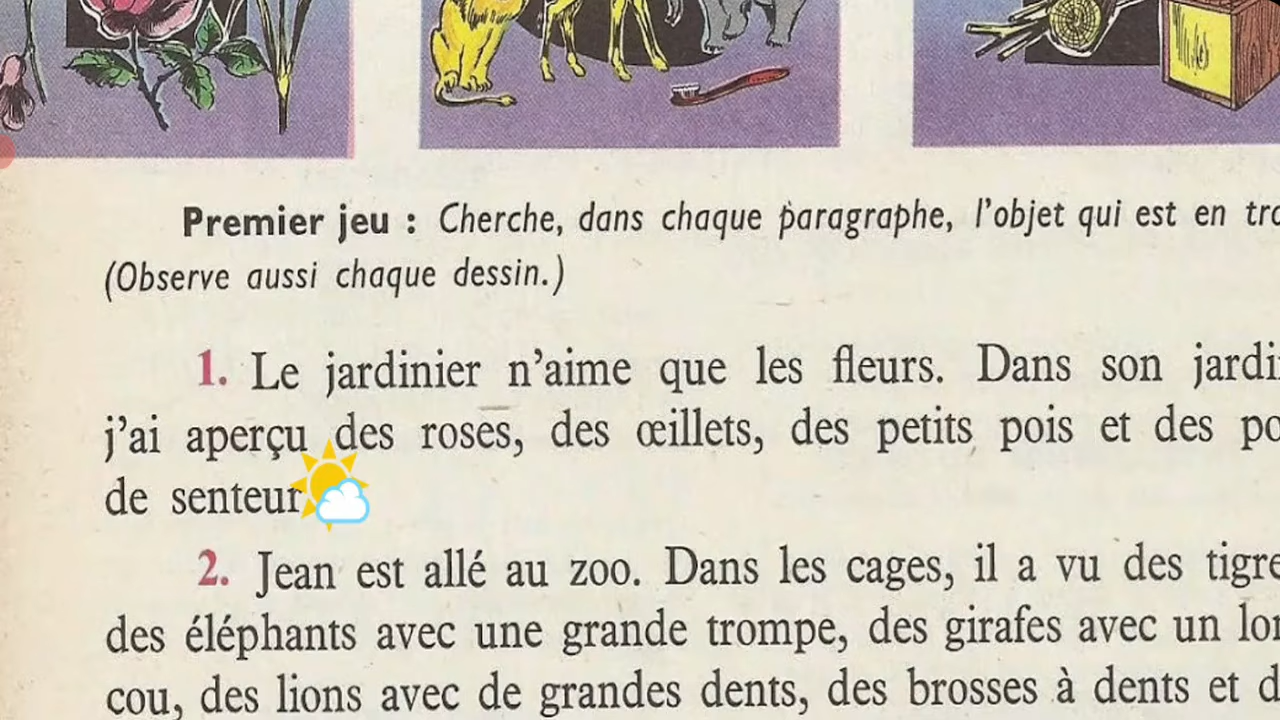 Premier jeu : Cherche, dans chaque paragraphe, l'objet qui est en
(Observe aussi chaque dessin.)
1. Le jardinier n'aime que les fleurs. Dans son
j'ai aperçu des roses, des œillets, des petits pois et des
de senteur
2. Jean est allé au zoo. Dans les cages, il a vu des
des éléphants avec une grande trompe, des girafes avec un
cou, des lions avec de grandes dents, des brosses à dents et